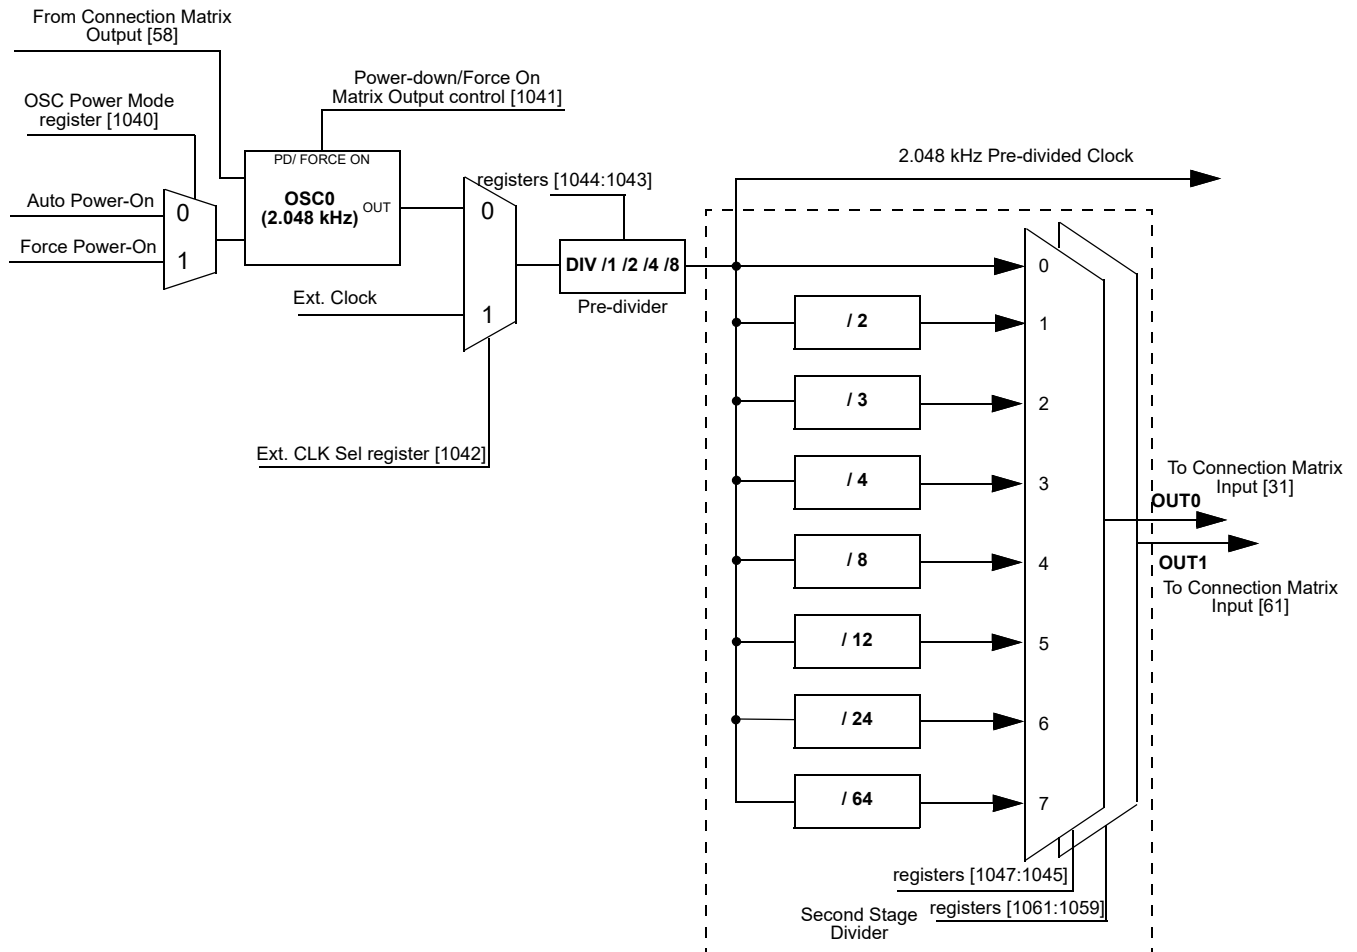 From Connection Matrix
Output [58]
Power-down/Force On
Matrix Output control [1041]
OSC Power Mode
register [1040]
PD/ FORCE ON
OSC0
(2.048 kHz)
OUT
Auto Power-On
0
Force Power-On
1
0
1
Ext. Clock
Ext. CLK Sel register [1042]
registers [1044:1043]
DIV /1 /2 /4 /8
Pre-divider
2.048 kHz Pre-divided Clock
0
/ 2
1
/ 3
2
/ 4
3
/ 8
4
/ 12
5
/ 24
6
/ 64
7
To Connection Matrix
Input [31]
OUT0
OUT1
To Connection Matrix
Input [61]
registers [1047:1045]
registers [1061:1059]
Second Stage
Divider